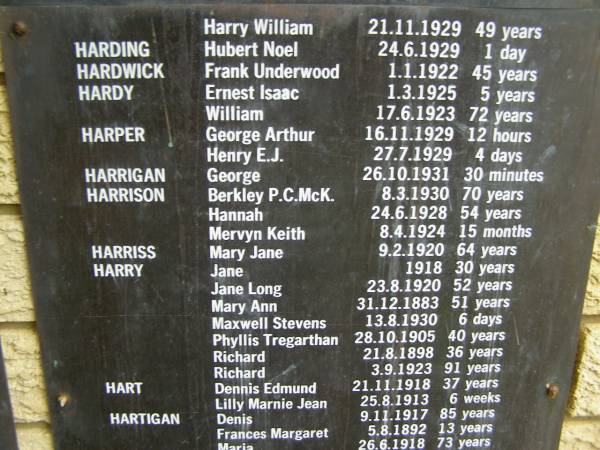 Harry William 21.11.1929 49 years
HARDING Hubert Noel 24.6.1929 1 day
HARDWICK Frank Underwood 1.1.1922 45 years
HARDY Ernest Isaac 1.3.1925 5 years
William 17.6.1923 72 years
HARPER George Arthur 16.11.1929 12 hours
Henry E.J. 27.7.1929 4 days
HARRIGAN George 26.10.1931 30 minutes
HARRISON Berkley P.C.McK. 8.3.1930 70 years
Hannah 24.6.1928 54 years
Mervyn Keith 8.4.1924 15 months
HARRISS Mary Jane 9.2.1920 64 years
HARRY Jane 1918 30 years
Jane Long 23.8.1920 52 years
Mary Ann 31.12.1883 51 years
Maxwell Stevens 13.8.1930 6 days
Phyllis Tregarthan 28.10.1905 40 years
Richard 21.8.1898 36 years
Richard 3.9.1923 91 years
HART Dennis Edmund 21.11.1918 37 years
Lilly Marnie Jean 25.8.1913 6 weeks
HARTIGAN Denis 9.11.1917 85 years
Frances Margaret 5.8.1892 13 years
Maria 26.6.1918 73 years